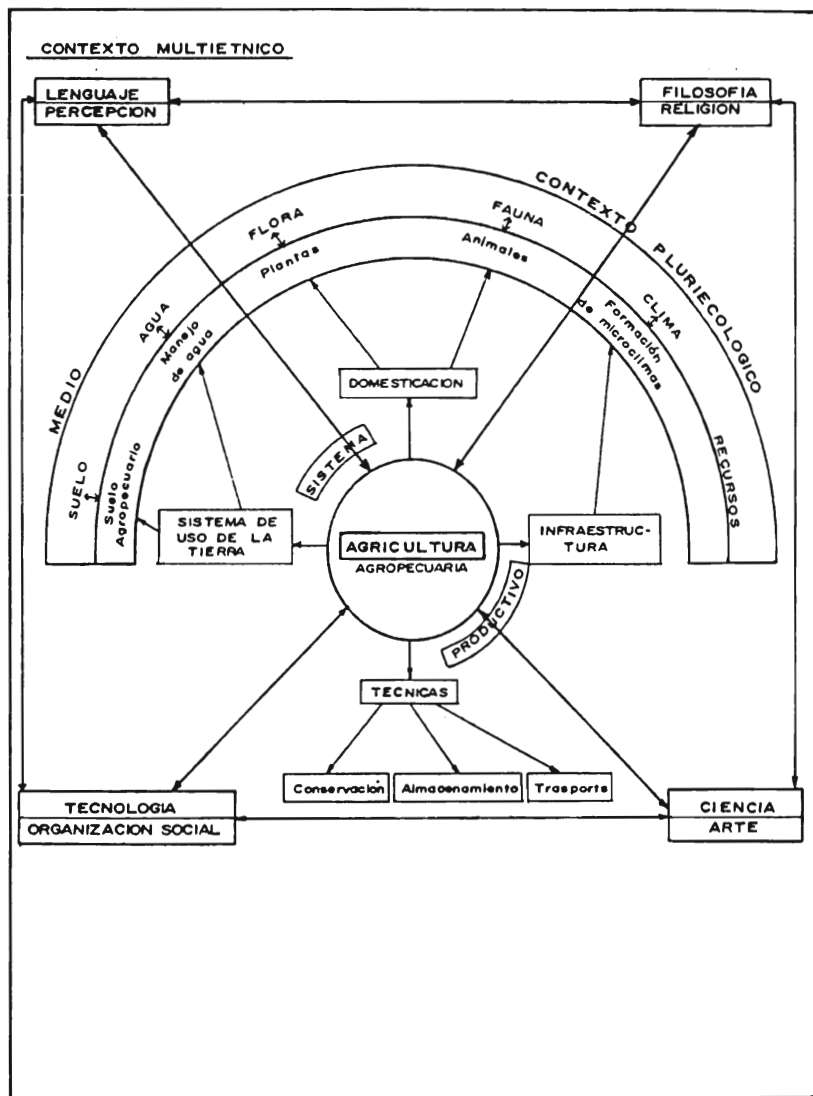 CONTEXTO MULTIETNICO
LENGUAJE
PERCEPCION
FILOSOFIA
RELIGION
CONTEXTO PLURIECOLOGICO
MEDIO
SUELO
AGUA
FLORA
FAUNA
CLIMA
RECURSOS
Suelo
Agropecuario
Manejo
de agua
Plantas
Animales
Formación
de microclimas
DOMESTICACION
SISTEMA
SISTEMA DE
USO DE LA
TIERRA
AGRICULTURA
AGROPECUARIA
INFRAESTRUC-
TURA
PRODUCTIVO
TECNICAS
Conservación
Almacenamiento
Trasporte
TECNOLOGIA
ORGANIZACION SOCIAL
CIENCIA
ARTE